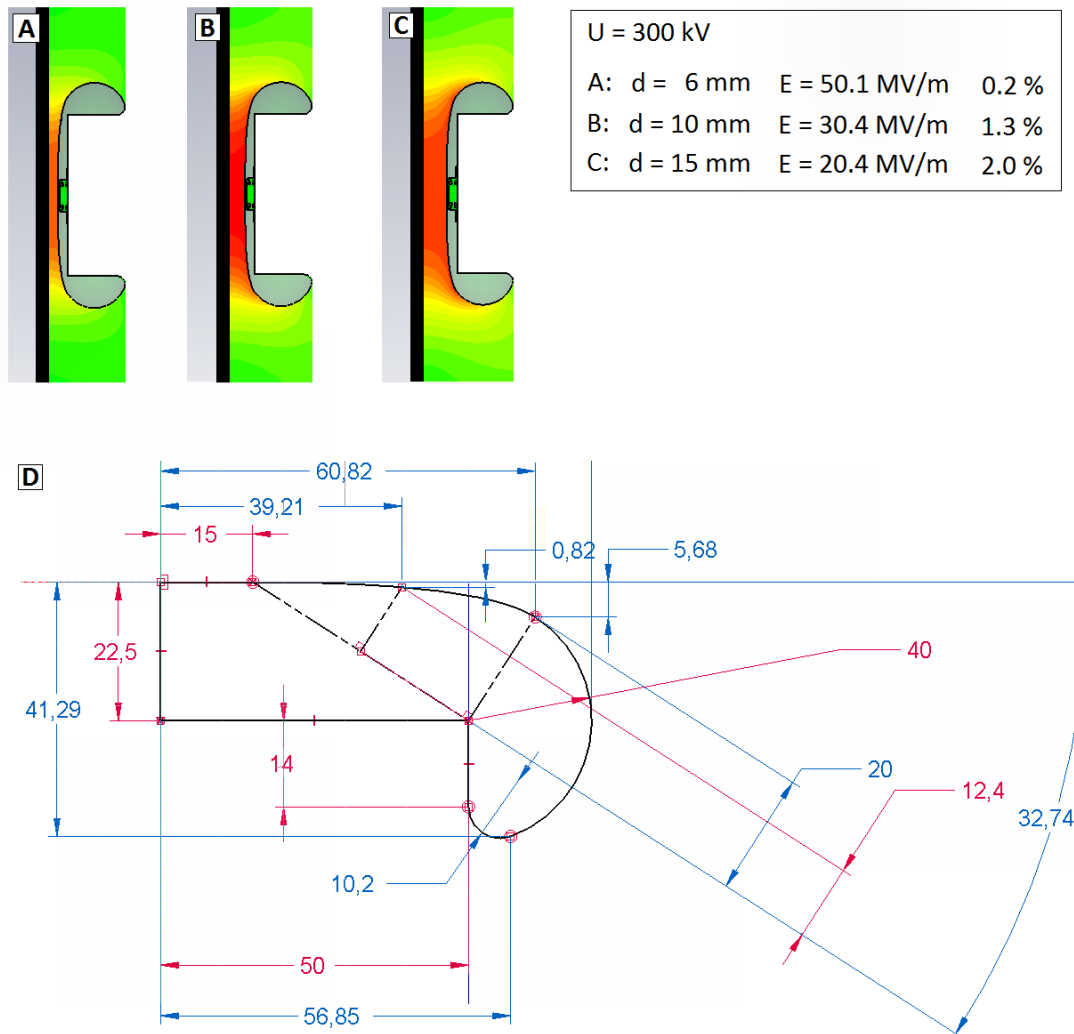 A
B
C
U = 300 kV
A: d = 6 mm E = 50.1 MV/m 0.2 %
B: d = 10 mm E = 30.4 MV/m 1.3 %
C: d = 15 mm E = 20.4 MV/m 2.0 %
D
60,82
39,21
15
0,82
5,68
22,5
40
41,29
14
20
12,4
32,74
10,2
50
56,85